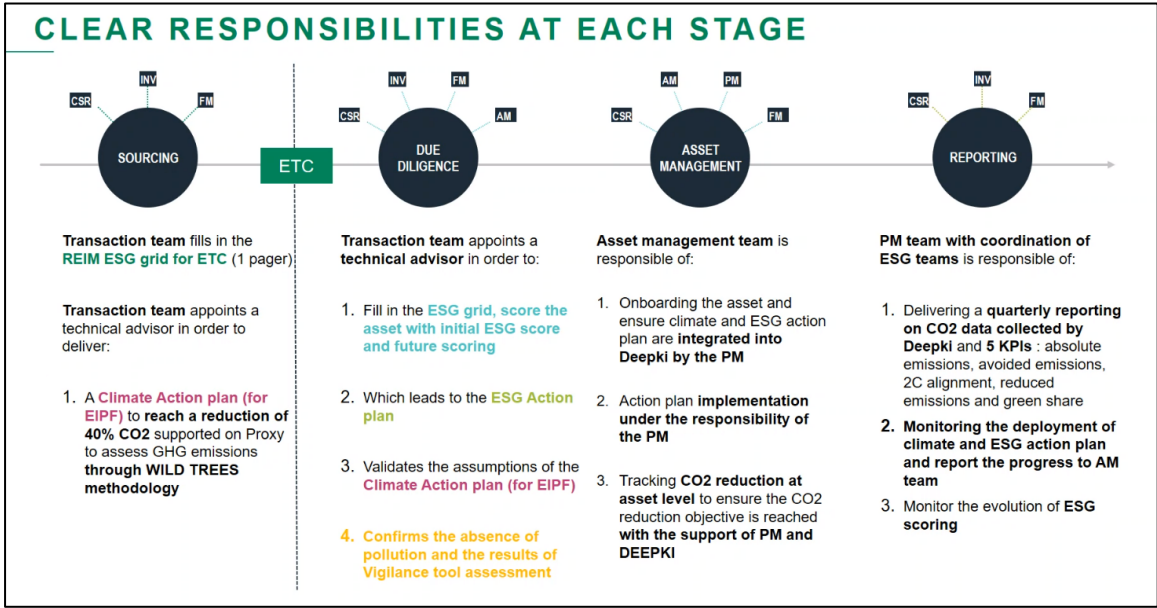 CLEAR RESPONSIBILITIES AT EACH STAGE
CSR
INV
FM
SOURCING
ETC
CSR
INV
FM
AM
DUE
DILIGENCE
CSR
AM
PM
FM
ASSET
MANAGEMENT
CSR
INV
FM
REPORTING
Transaction team fills in the
REIM ESG grid for ETC (1 pager)
Transaction team appoints a
technical advisor in order to
deliver:
1. A Climate Action plan (for
EIPF) to reach a reduction of
40% CO2 supported on Proxy
to assess GHG emissions
through WILD TREES
methodology
Transaction team appoints a
technical advisor in order to:
1. Fill in the ESG grid, score the
asset with initial ESG score
and future scoring
2. Which leads to the ESG Action
plan
3. Validates the assumptions of the
Climate Action plan (for EIPF)
4. Confirms the absence of
pollution and the results of
Vigilance tool assessment
Asset management team is
responsible of:
1. Onboarding the asset and
ensure climate and ESG action
plan are integrated into
Deepki by the PM
2. Action plan implementation
under the responsibility of
the PM
3. Tracking CO2 reduction at
asset level to ensure the CO2
reduction objective is reached
with the support of PM and
DEEPKI
PM team with coordination of
ESG teams is responsible of:
1. Delivering a quarterly reporting
on CO2 data collected by
Deepki and 5 KPIs : absolute
emissions, avoided emissions,
2C alignment, reduced
emissions and green share
2. Monitoring the deployment of
climate and ESG action plan
and report the progress to AM
team
3. Monitor the evolution of ESG
scoring